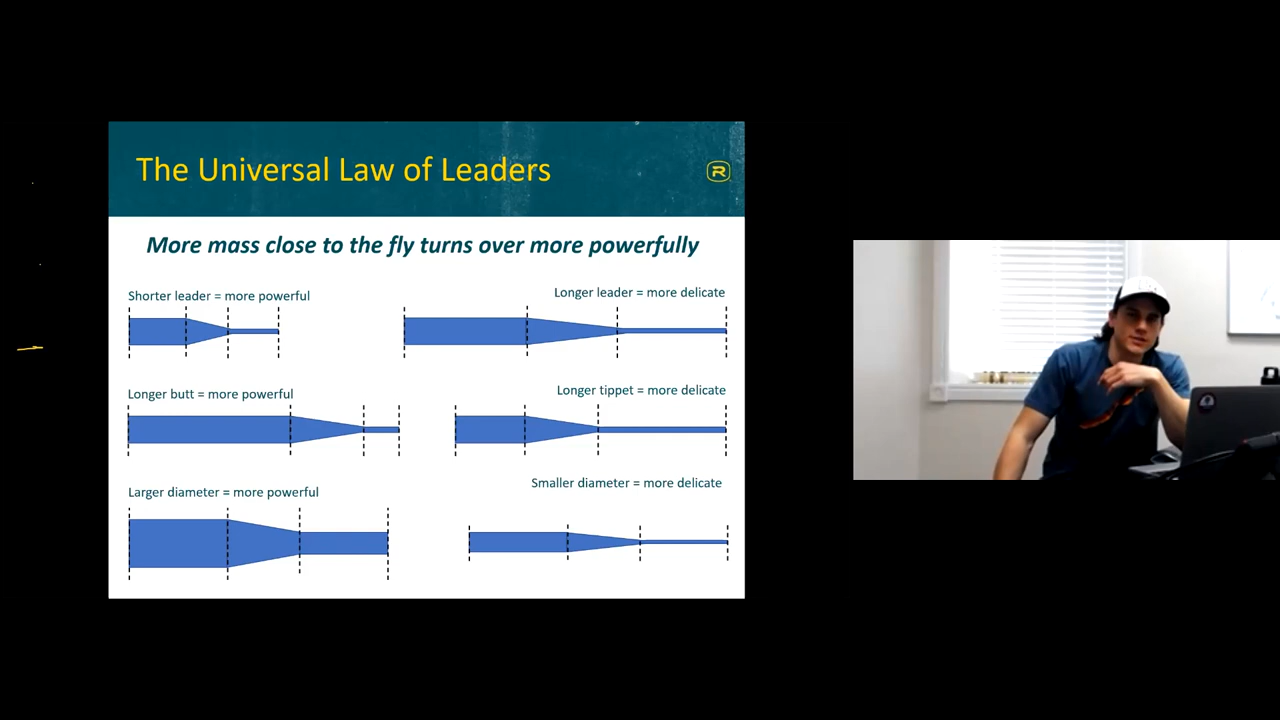 The Universal Law of Leaders
R
More mass close to the fly turns over more powerfully
Shorter leader = more powerful
Longer leader = more delicate
Longer butt = more powerful
Longer tippet = more delicate
Larger diameter = more powerful
Smaller diameter = more delicate